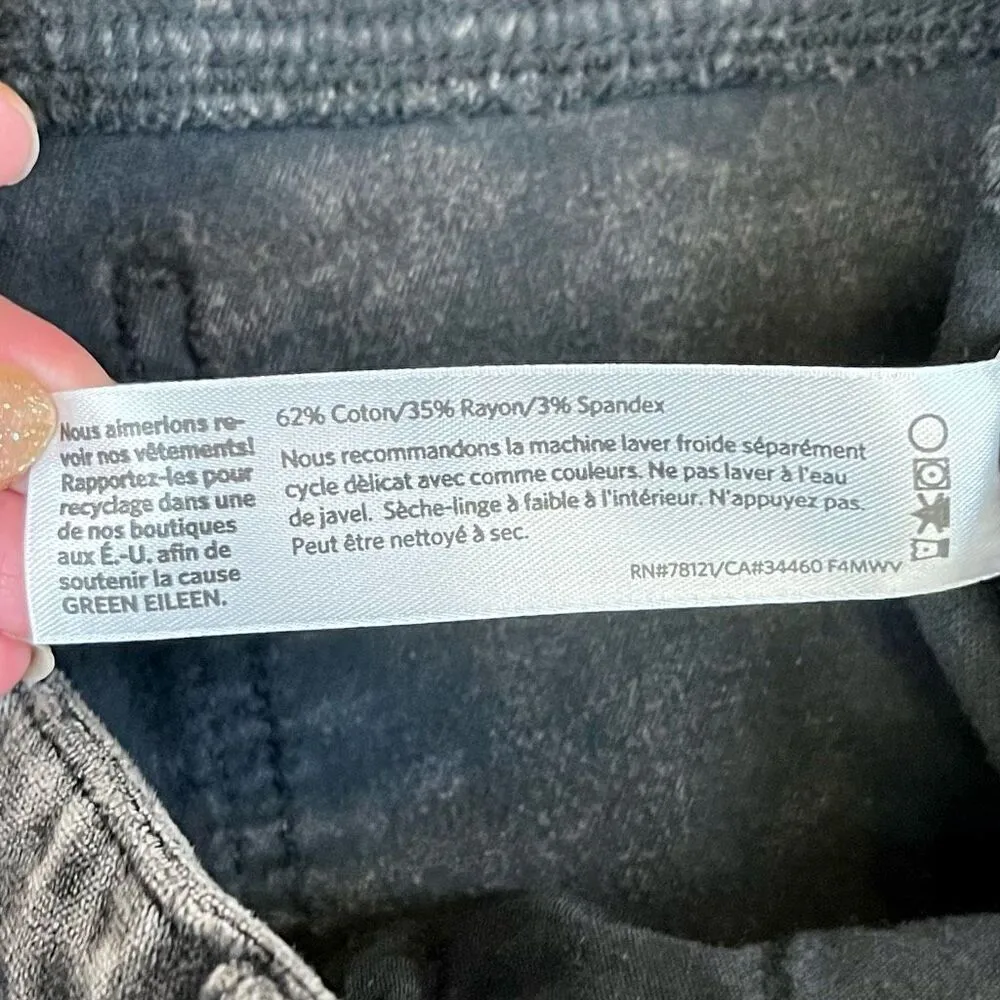 Nous aimerions re-
voir nos vêtements!
Rapportez-les pour
recyclage dans une
de nos boutiques
aux É.-U. afin de
soutenir la cause
GREEN EILEEN.
62% Coton/35% Rayon/3% Spandex
Nous recommandons la machine laver froide séparément
cycle dèlicat avec comme couleurs. Ne pas laver à l'eau
de javel. Sèche-linge à faible à l'intérieur. N'appuyez pas.
Peut être nettoyé à sec.
RN#78121/CA#34460 F4MWV